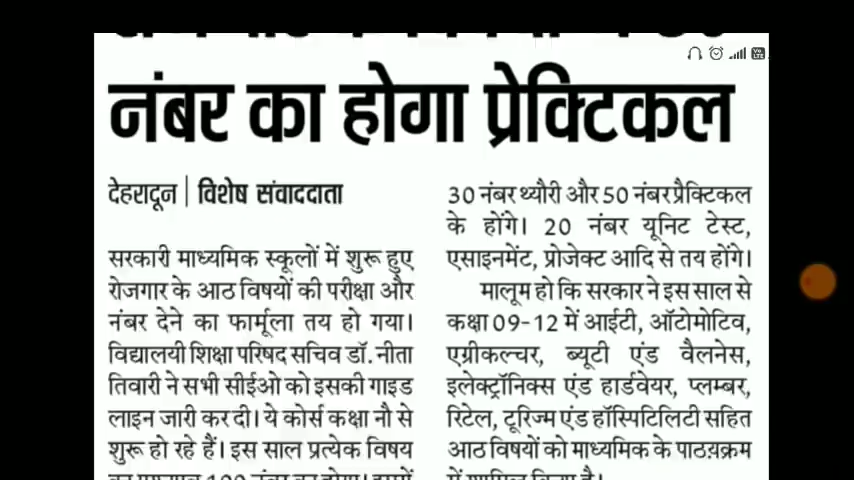 नंबर का होगा प्रेक्टिकल
देहरादून | विशेष संवाददाता
सरकारी माध्यमिक स्कूलों में शुरू हुए
रोजगार के आठ विषयों की परीक्षा और
नंबर देने का फार्मूला तय हो गया।
विद्यालयी शिक्षा परिषद सचिव डॉ. नीता
तिवारी ने सभी सीईओ को इसकी गाइड
लाइन जारी कर दी। ये कोर्स कक्षा नौ से
शुरू हो रहे हैं। इस साल प्रत्येक विषय
30 नंबर थ्यौरी और 50 नंबर प्रैक्टिकल
के होंगे। 20 नंबर यूनिट टेस्ट,
एसाइनमेंट, प्रोजेक्ट आदि से तय होंगे।
मालूम हो कि सरकार ने इस साल से
कक्षा 09-12 में आईटी, ऑटोमोटिव,
एग्रीकल्चर, ब्यूटी एंड वैलनेस,
इलेक्ट्रॉनिक्स एंड हार्डवेयर, प्लम्बर,
रिटेल, टूरिज्म एंड हॉस्पिटिलिटी सहित
आठ विषयों को माध्यमिक के पाठ्यक्रम